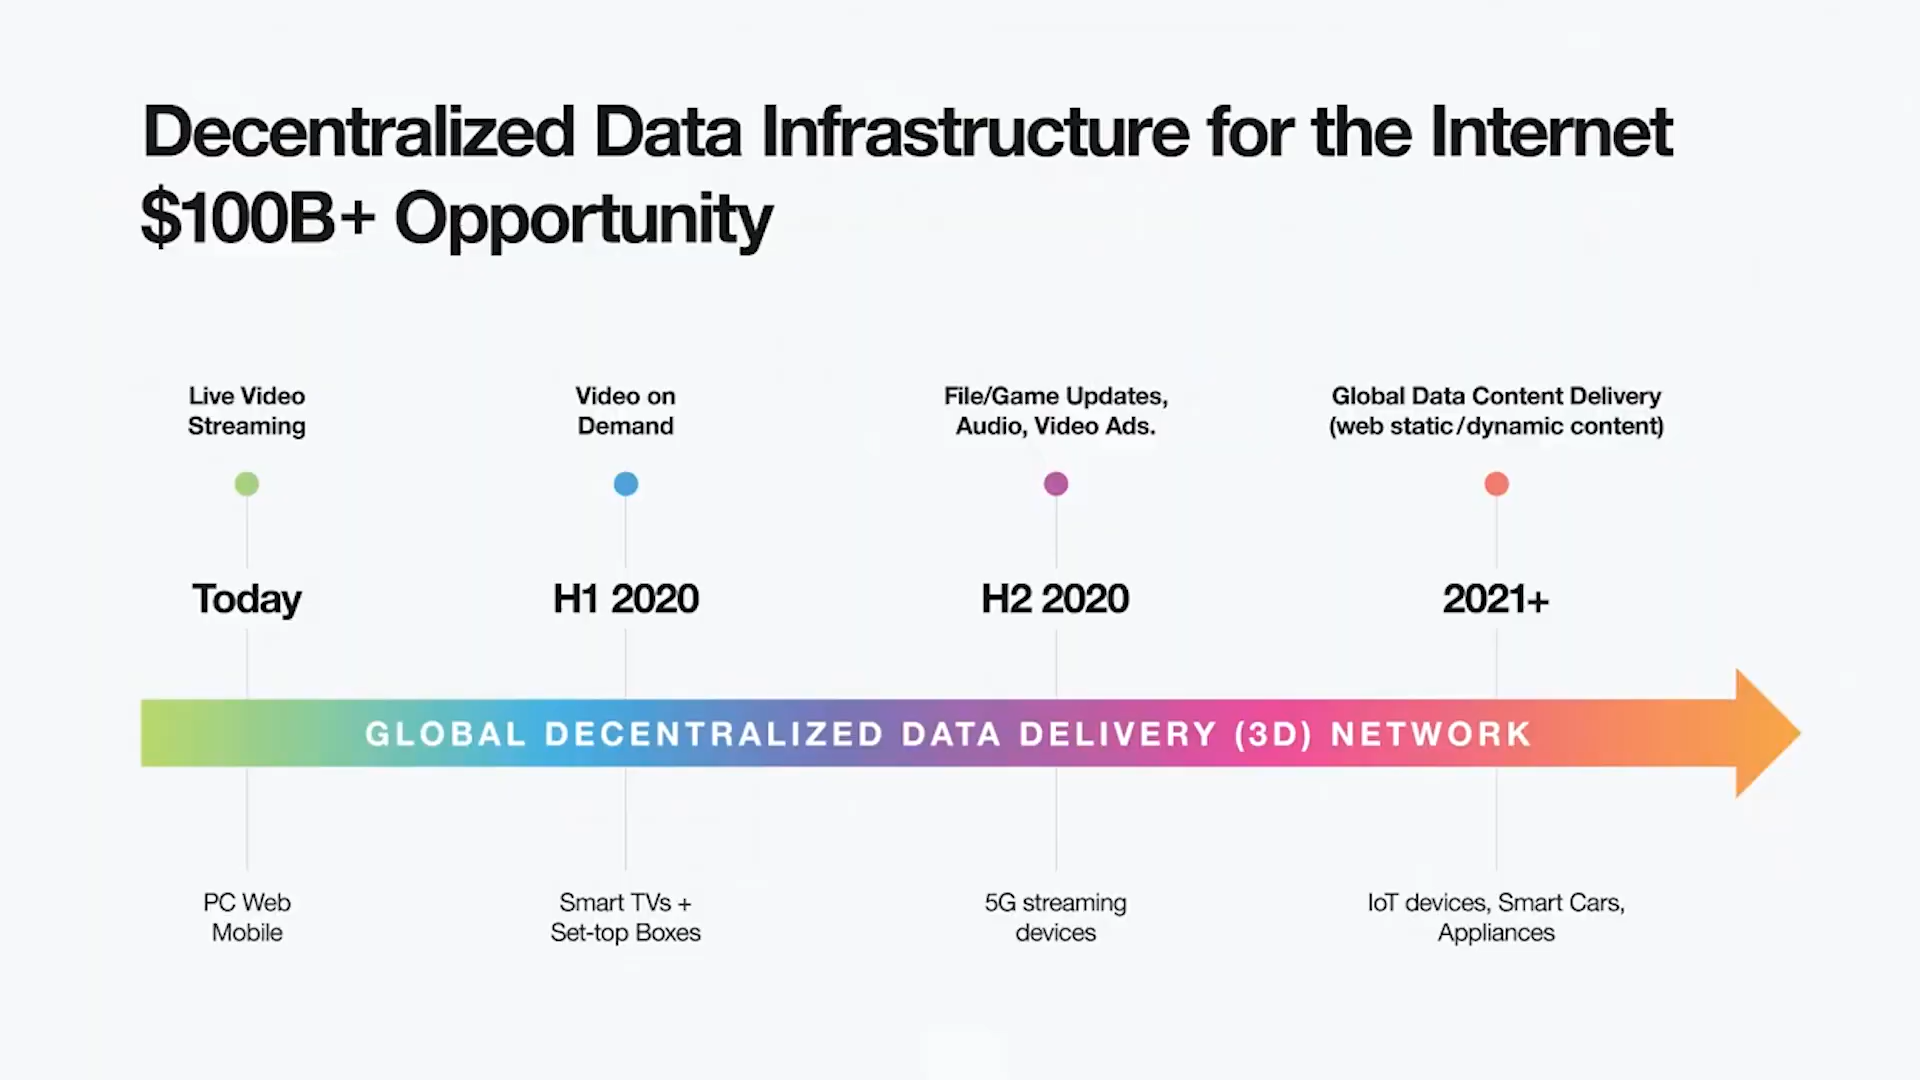 Decentralized Data Infrastructure for the Internet
$100B+ Opportunity
Live Video
Streaming
Video on
Demand
File/Game Updates,
Audio, Video Ads.
Global Data Content Delivery
(web static/dynamic content)
Today
H1 2020
H2 2020
2021+
GLOBAL DECENTRALIZED DATA DELIVERY (3D) NETWORK
PC Web
Mobile
Smart TVs +
Set-top Boxes
5G streaming
devices
IoT devices, Smart Cars,
Appliances